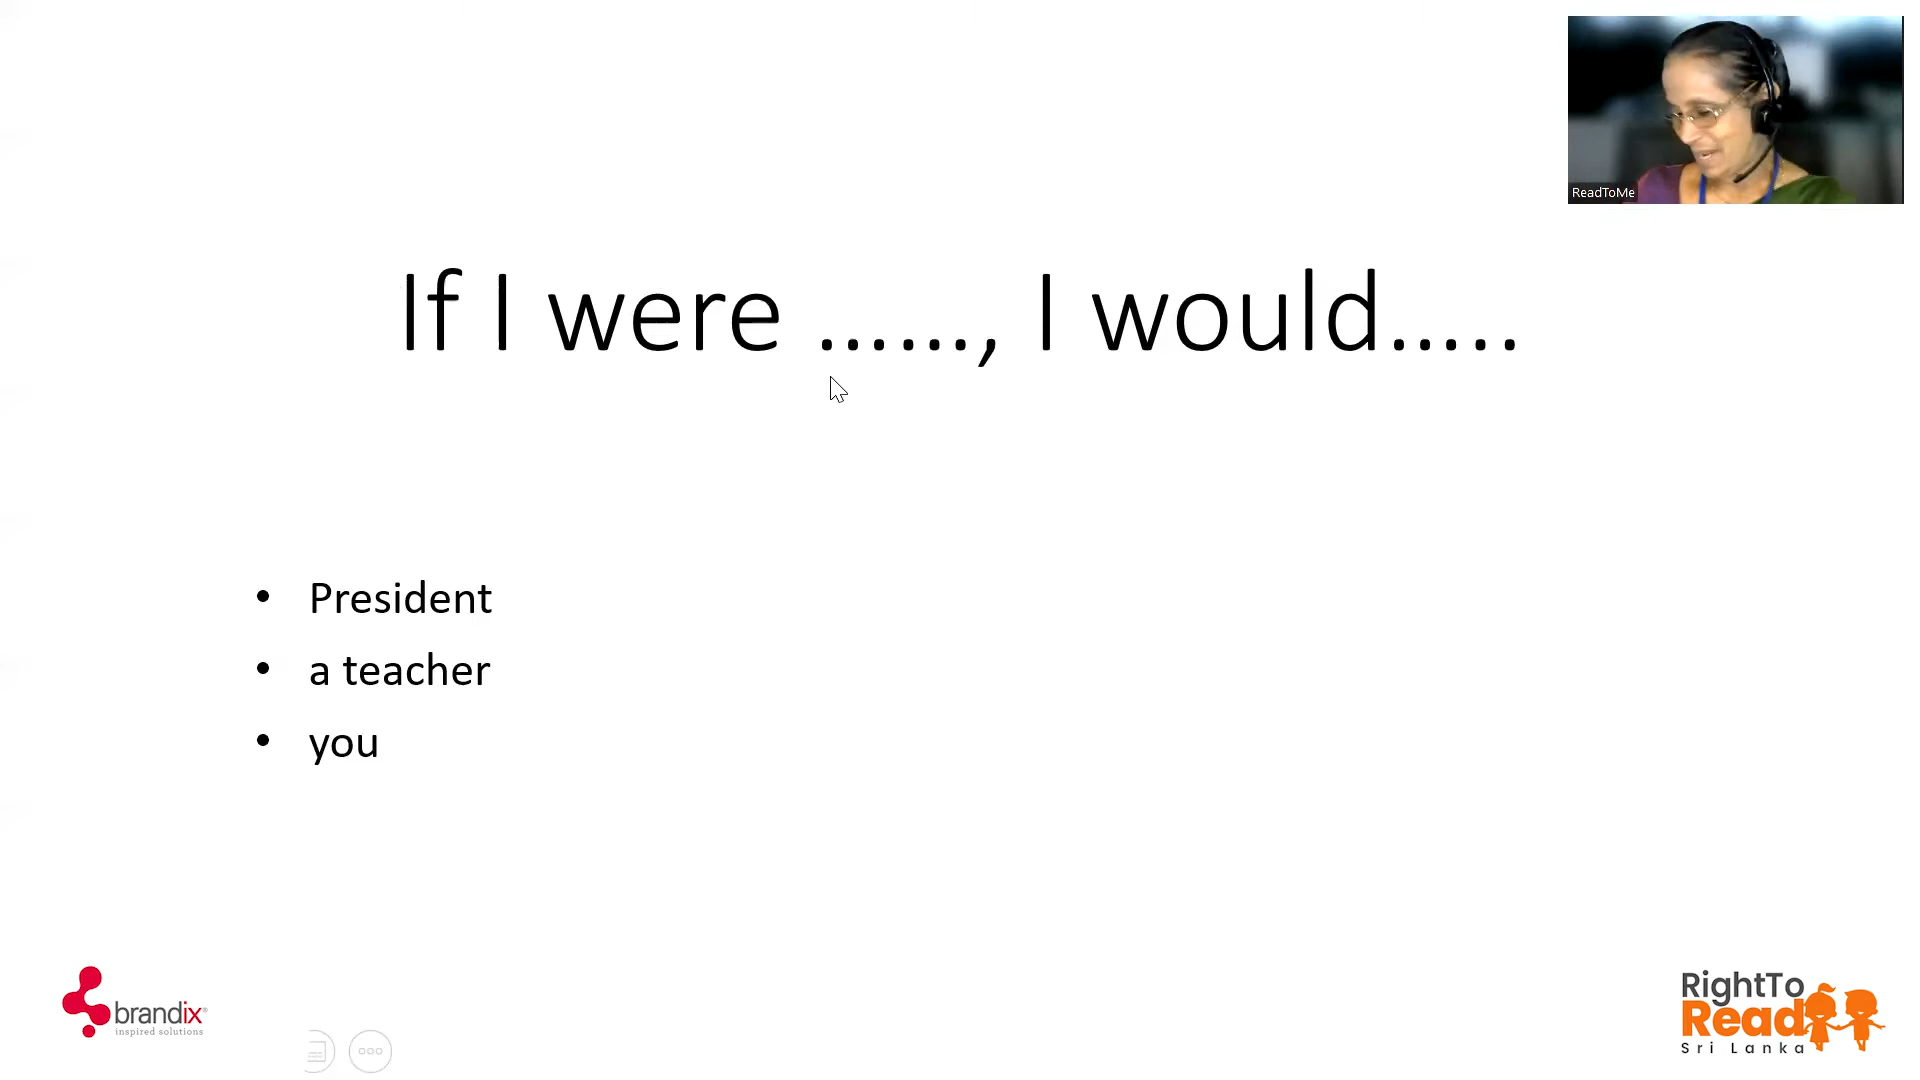 ReadToMe
If I were ……, I would…..
• President
• a teacher
• you
brandix
inspired solutions
RightTo
Read
Sri Lanka